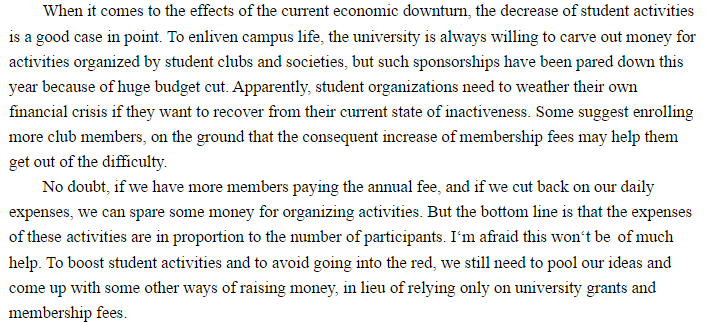 When it comes to the effects of the current economic downturn, the decrease of student activities
is a good case in point. To enliven campus life, the university is always willing to carve out money for
activities organized by student clubs and societies, but such sponsorships have been pared down this
year because of huge budget cut. Apparently, student organizations need to weather their own
financial crisis if they want to recover from their current state of inactiveness. Some suggest enrolling
more club members, on the ground that the consequent increase of membership fees may help them
get out of the difficulty.
No doubt, if we have more members paying the annual fee, and if we cut back on our daily
expenses, we can spare some money for organizing activities. But the bottom line is that the expenses
of these activities are in proportion to the number of participants. I‘m afraid this won‘t be of much
help. To boost student activities and to avoid going into the red, we still need to pool our ideas and
come up with some other ways of raising money, in lieu of relying only on university grants and
membership fees.